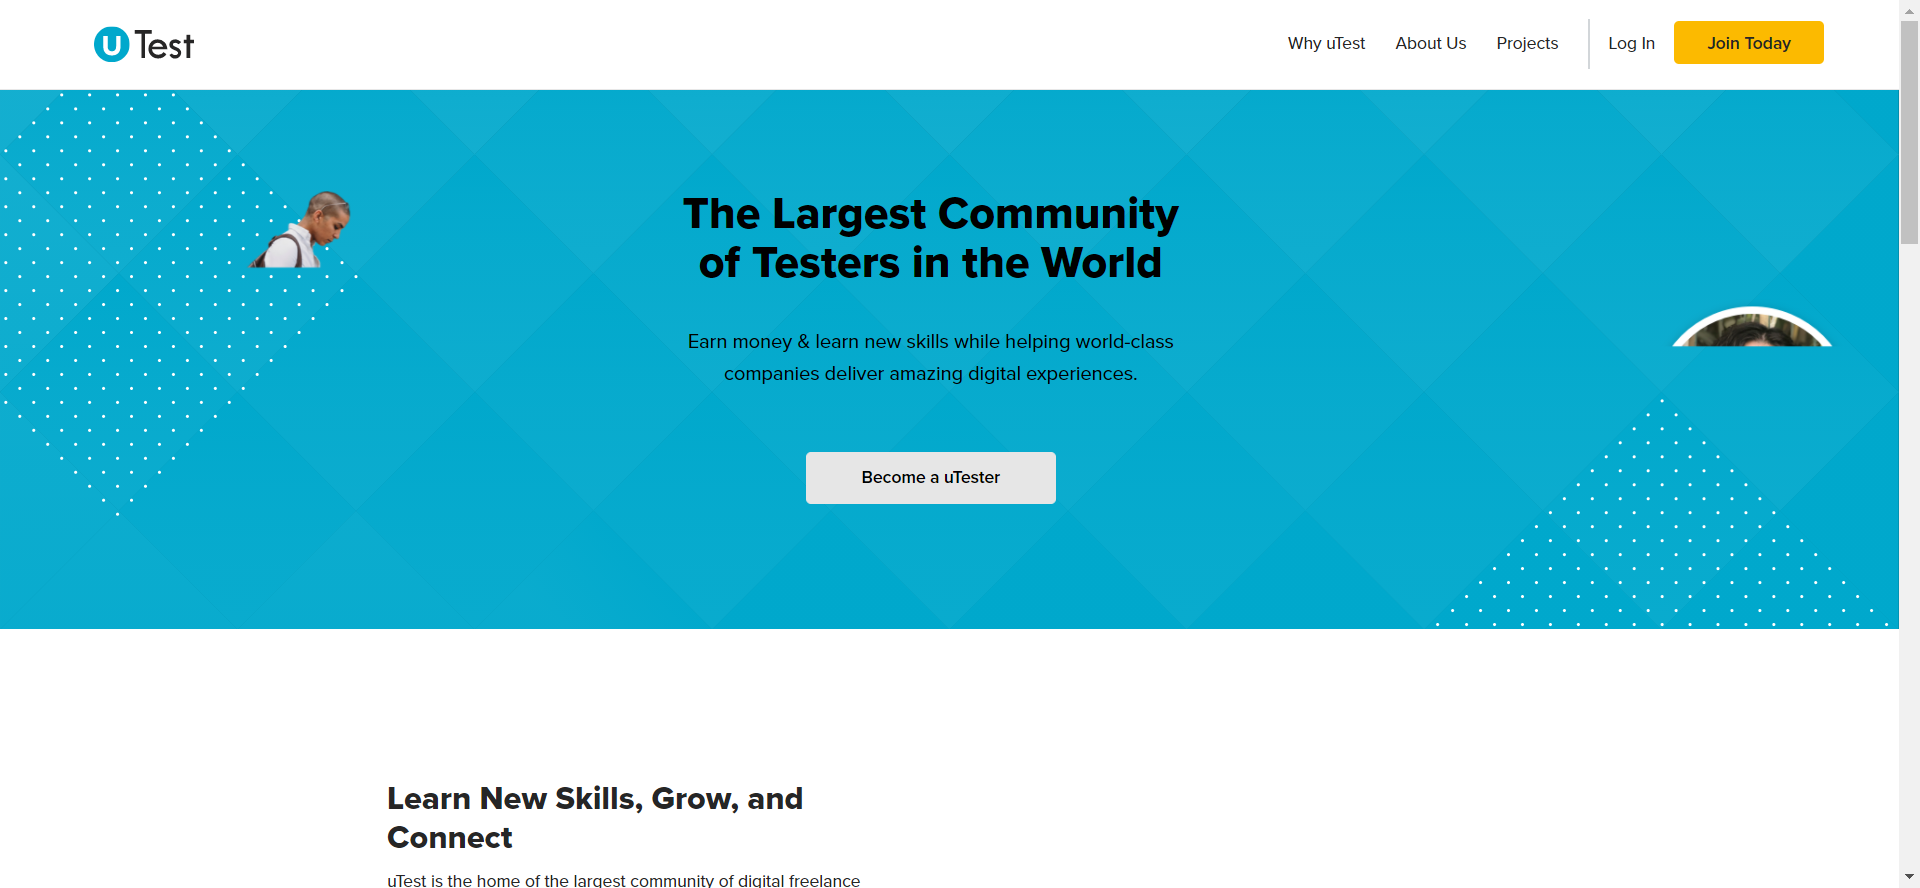 uTest
Why uTest
About Us
Projects
Log In
Join Today
The Largest Community
of Testers in the World
Earn money & learn new skills while helping world-class
companies deliver amazing digital experiences.
Become a uTester
Learn New Skills, Grow, and
Connect
uTest is the home of the largest community of digital freelance